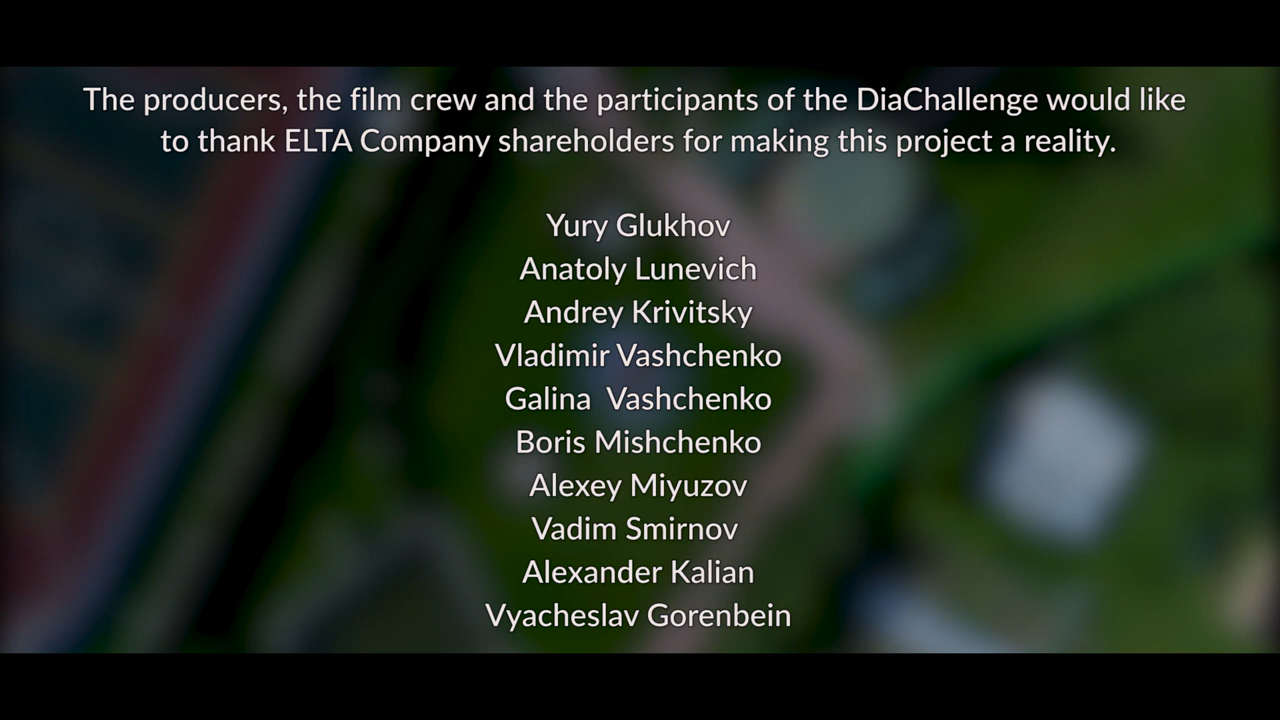 The producers, the film crew and the participants of the DiaChallenge would like
to thank ELTA Company shareholders for making this project a reality.
Yury Glukhov
Anatoly Lunevich
Andrey Krivitsky
Vladimir Vashchenko
Galina  Vashchenko
Boris Mishchenko
Alexey Miyuzov
Vadim Smirnov
Alexander Kalian
Vyacheslav Gorenbein